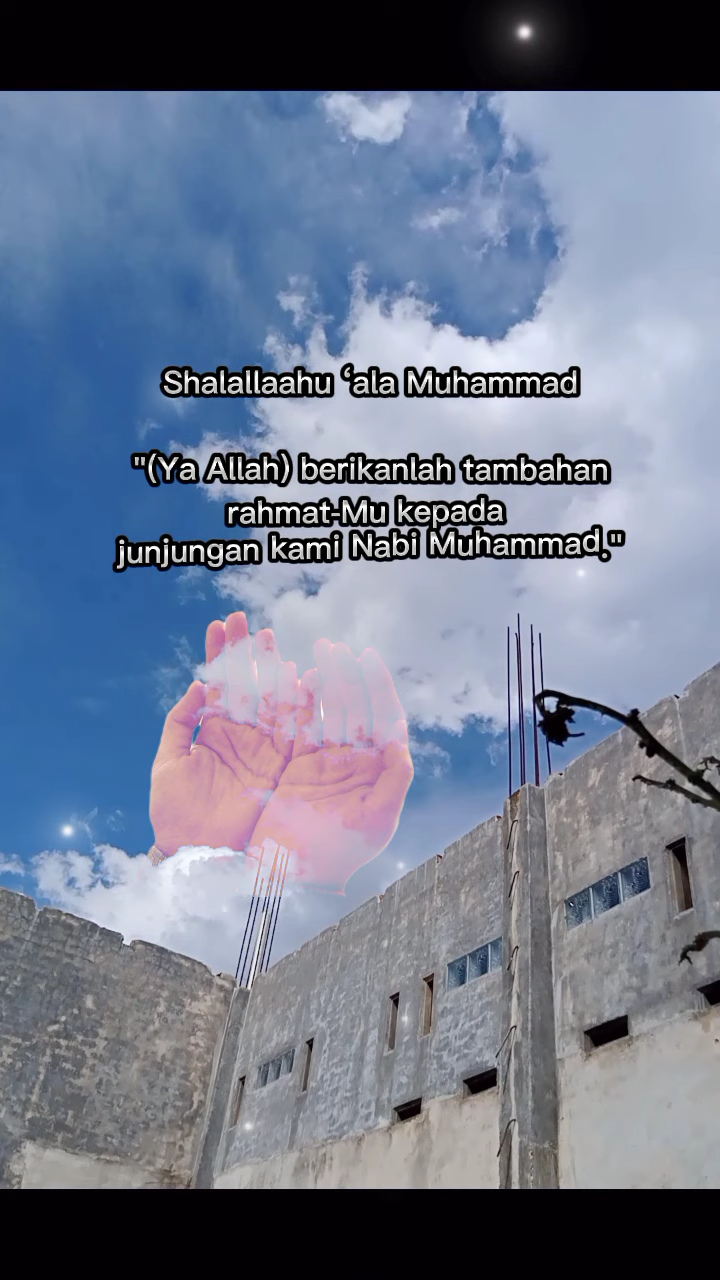 Shalallaahu ‘ala Muhammad
"(Ya Allah) berikanlah tambahan
rahmat-Mu kepada
junjungan kami Nabi Muhammad."